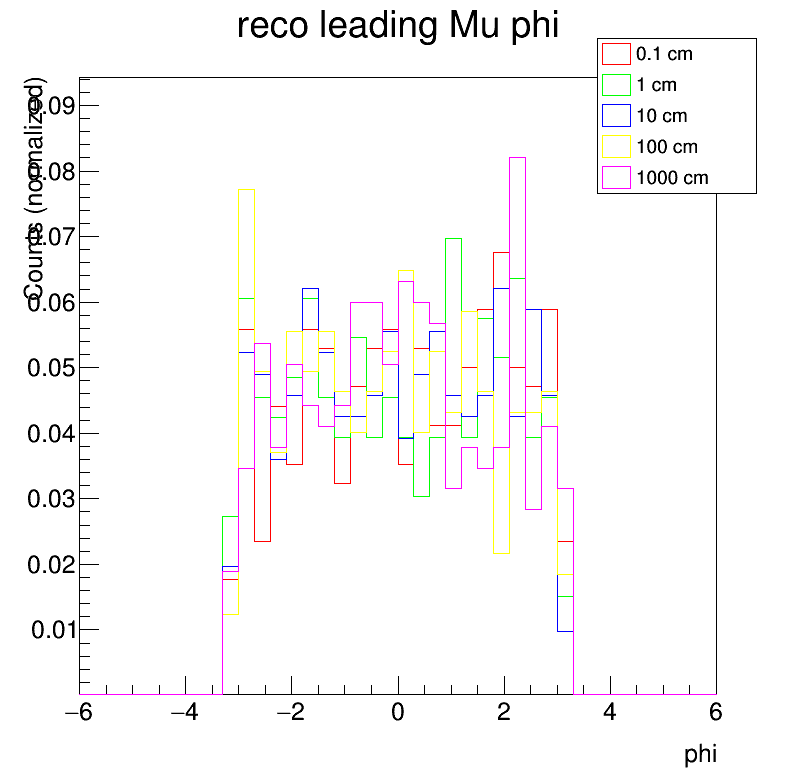 reco leading Mu phi
0.1 cm
1 cm
10 cm
100 cm
1000 cm
Counts (normalized)
0.09
0.08
0.07
0.06
0.05
0.04
0.03
0.02
0.01
−6 −4 −2 0 2 4 6
phi